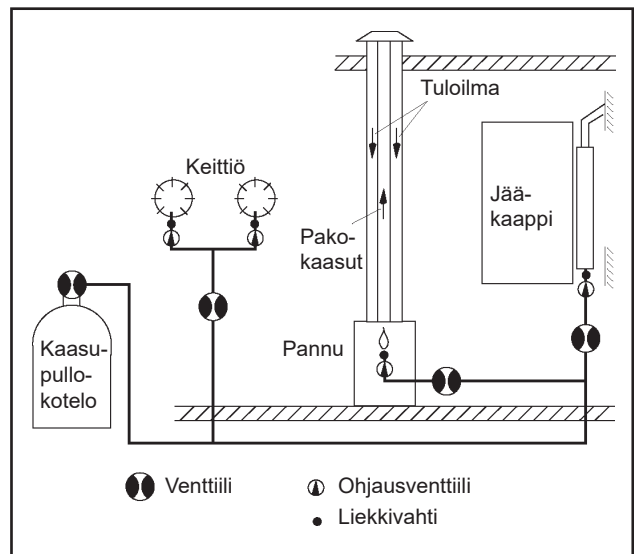 Tuloilma
Keittiö
Jää-
kaappi
Pako-
kaasut
Pannu
Kaasu-
pullo-
kotelo
Venttiili
Ohjausventtiili
Liekkivahti